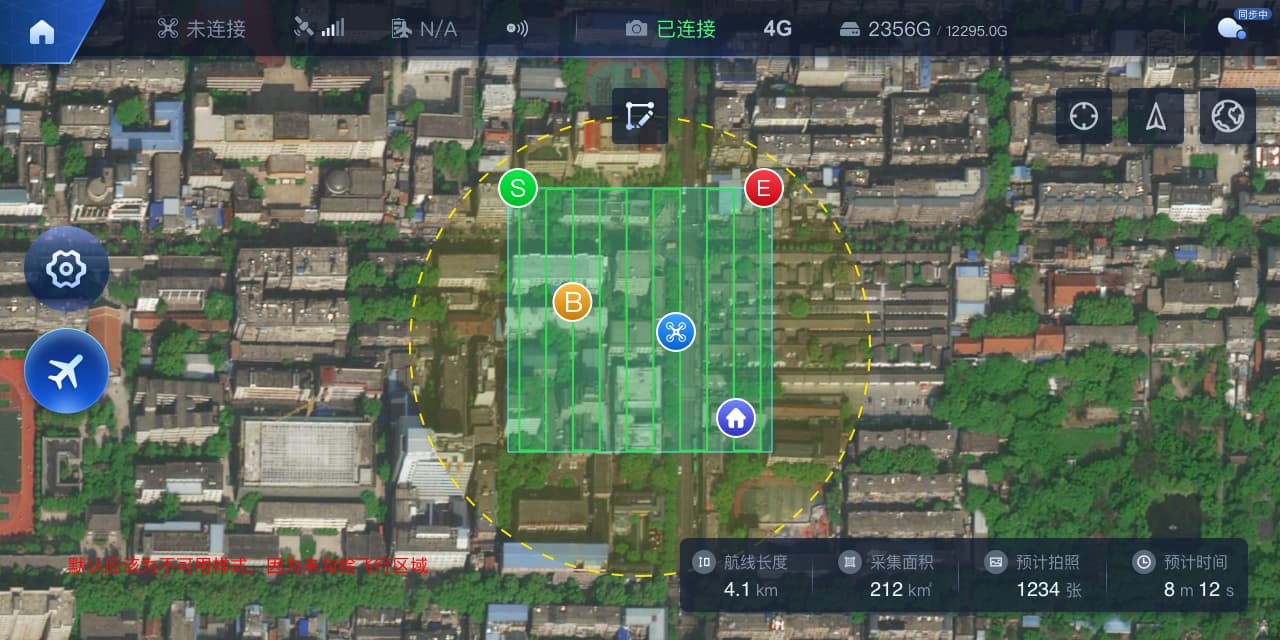 未连接
N/A
已连接
4G
2356G / 12295.0G
同步中
S
E
B
默认应该为不可用样式，因为未勾绘飞行区域
航线长度
4.1 km
采集面积
212 k㎡
预计拍照
1234 张
预计时间
8 m 12 s